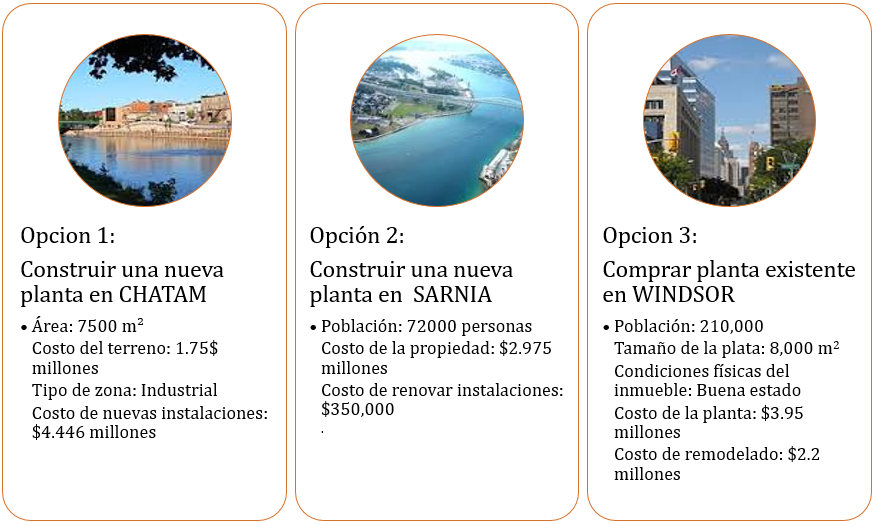 Opcion 1:
Construir una nueva
planta en CHATAM
• Área: 7500 m²
Costo del terreno: 1.75$
millones
Tipo de zona: Industrial
Costo de nuevas instalaciones:
$4.446 millones
Opción 2:
Construir una nueva
planta en SARNIA
• Población: 72000 personas
Costo de la propiedad: $2.975
millones
Costo de renovar instalaciones:
$350,000
.
Opcion 3:
Comprar planta existente
en WINDSOR
• Población: 210,000
Tamaño de la plata: 8,000 m²
Condiciones físicas del
inmueble: Buena estado
Costo de la planta: $3.95
millones
Costo de remodelado: $2.2
millones